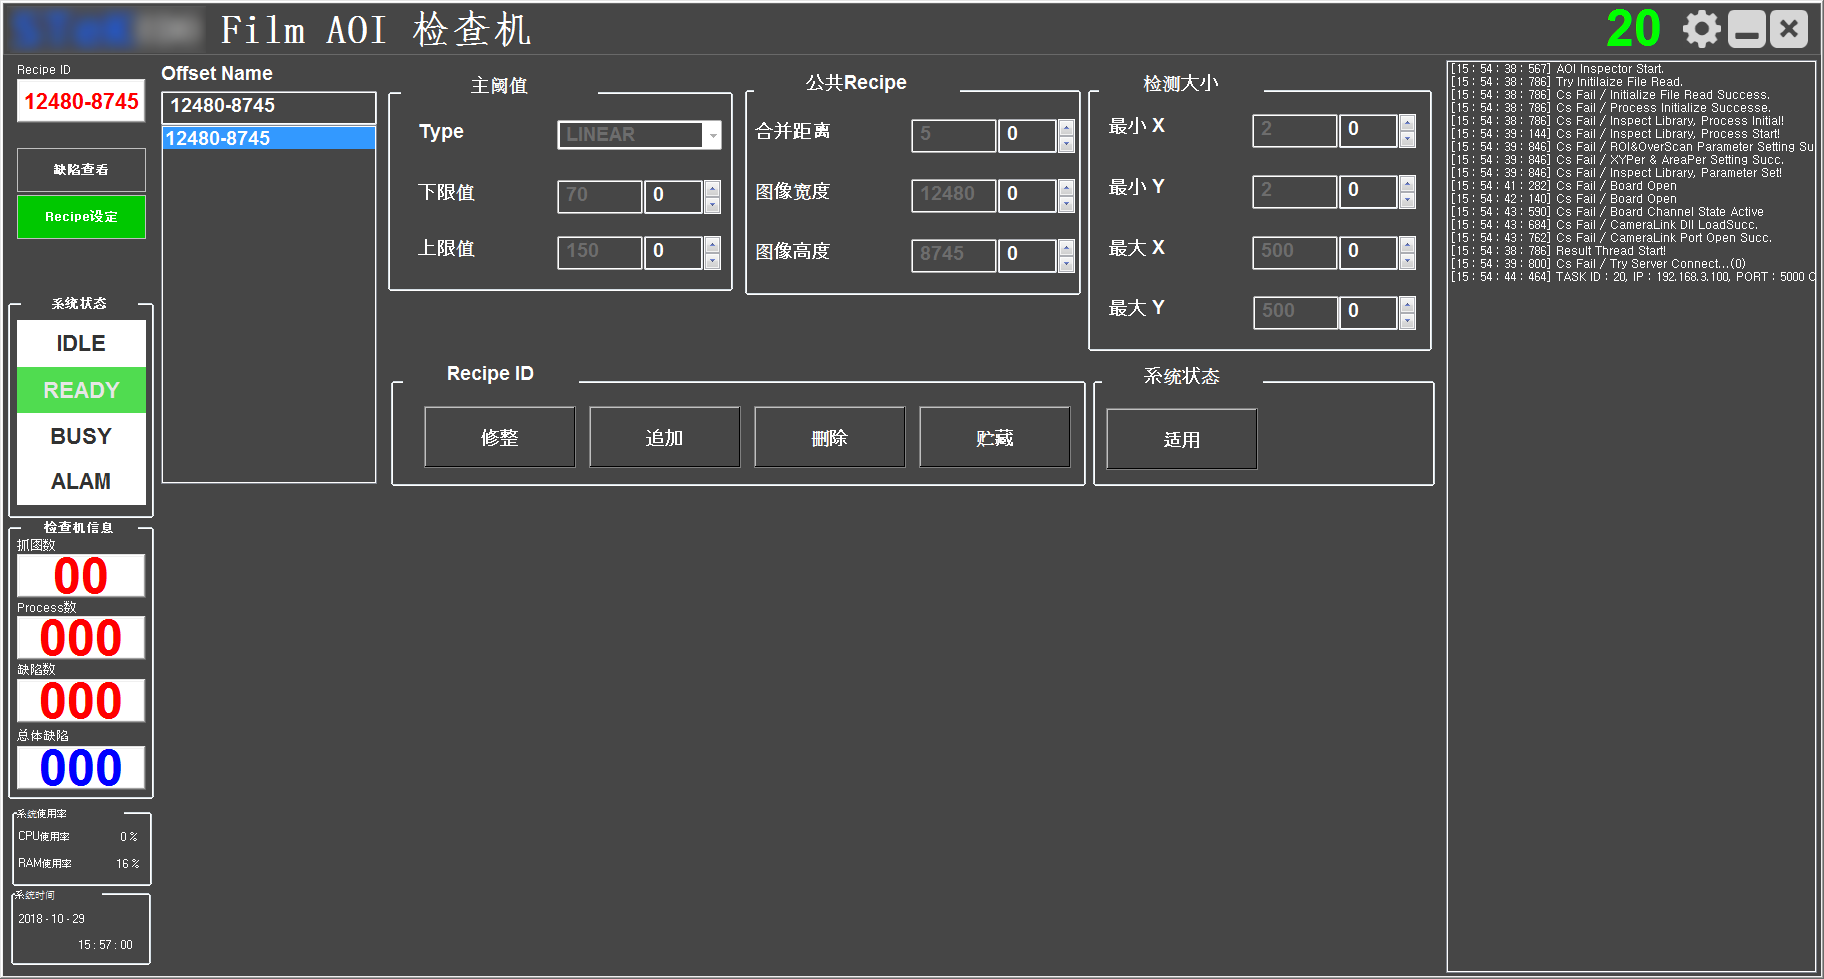 Film AOI 检查机
20
Recipe ID
12480-8745
缺陷查看
Recipe设定
系统状态
IDLE
READY
BUSY
ALAM
检查机信息
抓图数
00
Process数
000
缺陷数
000
总体缺陷
000
系统使用率
CPU使用率 0 %
RAM使用率 16 %
系统时间
2018 - 10 - 29
15 : 57 : 00
Offset Name
12480-8745
12480-8745
主阈值
Type LINEAR
下限值 70 0
上限值 150 0
公共Recipe
合并距离 5 0
图像宽度 12480 0
图像高度 8745 0
检测大小
最小 X 2 0
最小 Y 2 0
最大 X 500 0
最大 Y 500 0
Recipe ID
修整 追加 删除 贮藏
系统状态
适用
[15 : 54 : 38 : 567] AOI Inspector Start.
[15 : 54 : 38 : 786] Try Initilaize File Read.
[15 : 54 : 38 : 786] Cs Fail / Initialize File Read Success.
[15 : 54 : 38 : 786] Cs Fail / Process Initialize Successe.
[15 : 54 : 38 : 786] Cs Fail / Inspect Library, Process Initial!
[15 : 54 : 39 : 144] Cs Fail / Inspect Library, Process Start!
[15 : 54 : 39 : 846] Cs Fail / ROI&OverScan Parameter Setting Su
[15 : 54 : 39 : 846] Cs Fail / XYPer & AreaPer Setting Succ.
[15 : 54 : 39 : 846] Cs Fail / Inspect Library, Parameter Set!
[15 : 54 : 41 : 282] Cs Fail / Board Open
[15 : 54 : 42 : 140] Cs Fail / Board Open
[15 : 54 : 43 : 590] Cs Fail / Board Channel State Active
[15 : 54 : 43 : 684] Cs Fail / CameraLink Dll LoadSucc.
[15 : 54 : 43 : 762] Cs Fail / CameraLink Port Open Succ.
[15 : 54 : 38 : 786] Result Thread Start!
[15 : 54 : 39 : 800] Cs Fail / Try Server Connect...(0)
[15 : 54 : 44 : 464] TASK ID : 20, IP : 192.168.3.100, PORT : 5000 C